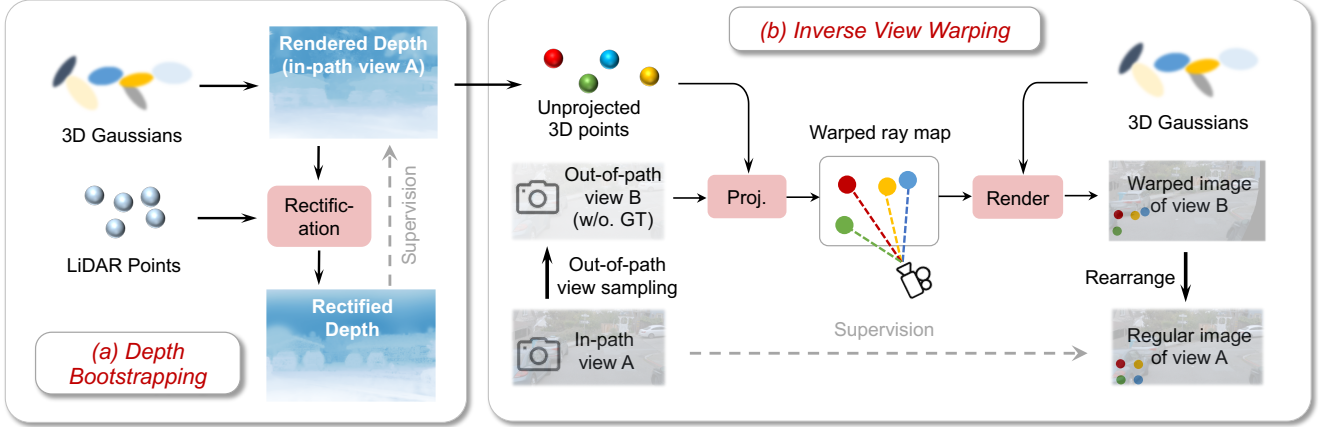 Rendered Depth
(in-path view A)
3D Gaussians
Rectific-
ation
Supervision
LiDAR Points
Rectified
Depth
(a) Depth
Bootstrapping
(b) Inverse View Warping
Unprojected
3D points
3D Gaussians
Warped ray map
Out-of-path
view B
(w/o. GT)
Proj.
Render
Warped image
of view B
Out-of-path
view sampling
Rearrange
In-path
view A
Supervision
Regular image
of view A